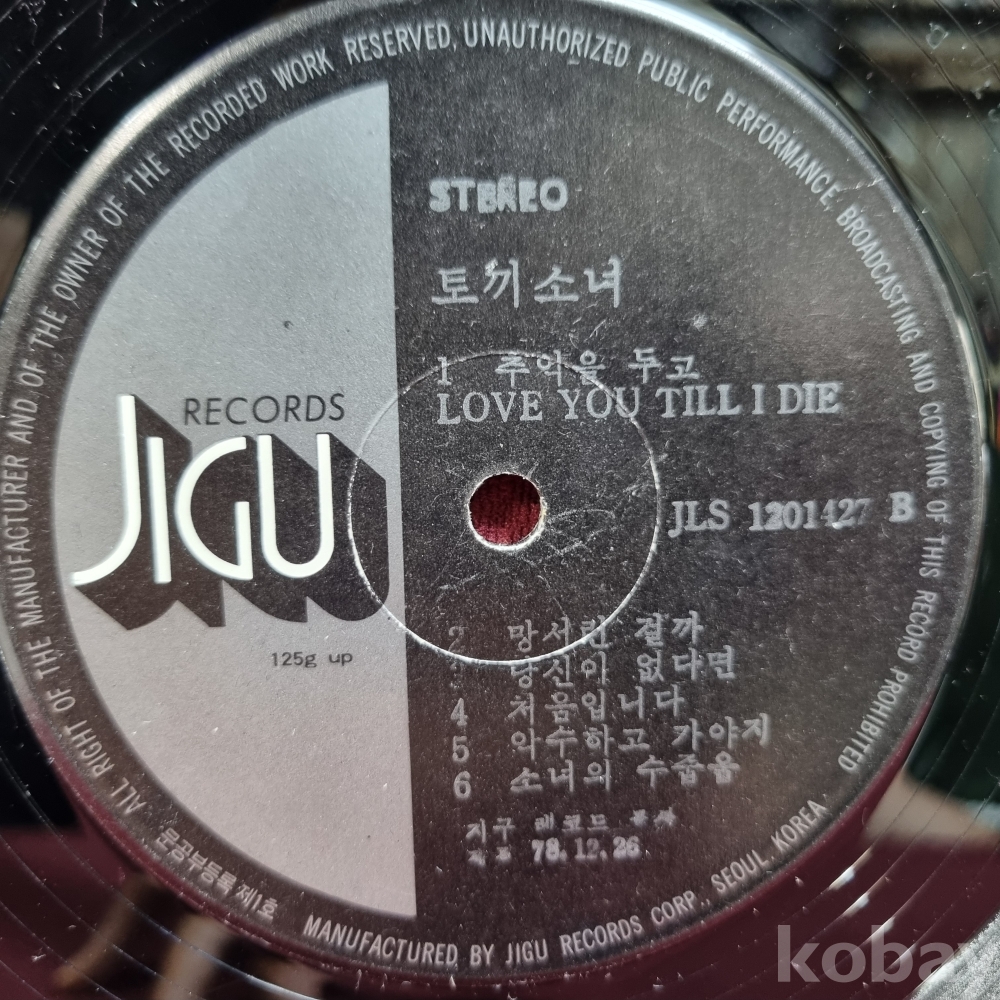 ALL RIGHT OF THE MANUFACTURER AND OF THE OWNER OF THE RECORDED WORK RESERVED, UNAUTHORIZED PUBLIC PERFORMANCE, BROADCASTING AND COPYING OF THIS RECORD PROHIBITED
STEREO
토끼소녀
1 추억을 두고
LOVE YOU TILL I DIE
RECORDS
JIGU
JLS 1201427 B
125g up
2 망서린 절까
당신이 없다면
4 처음입니다
5 악수하고 가야지
6 소녀의 수줍음
지구 레코드
78.12.26
문공부등록 제1호
MANUFACTURED BY JIGU RECORDS CORP., SEOUL, KOREA